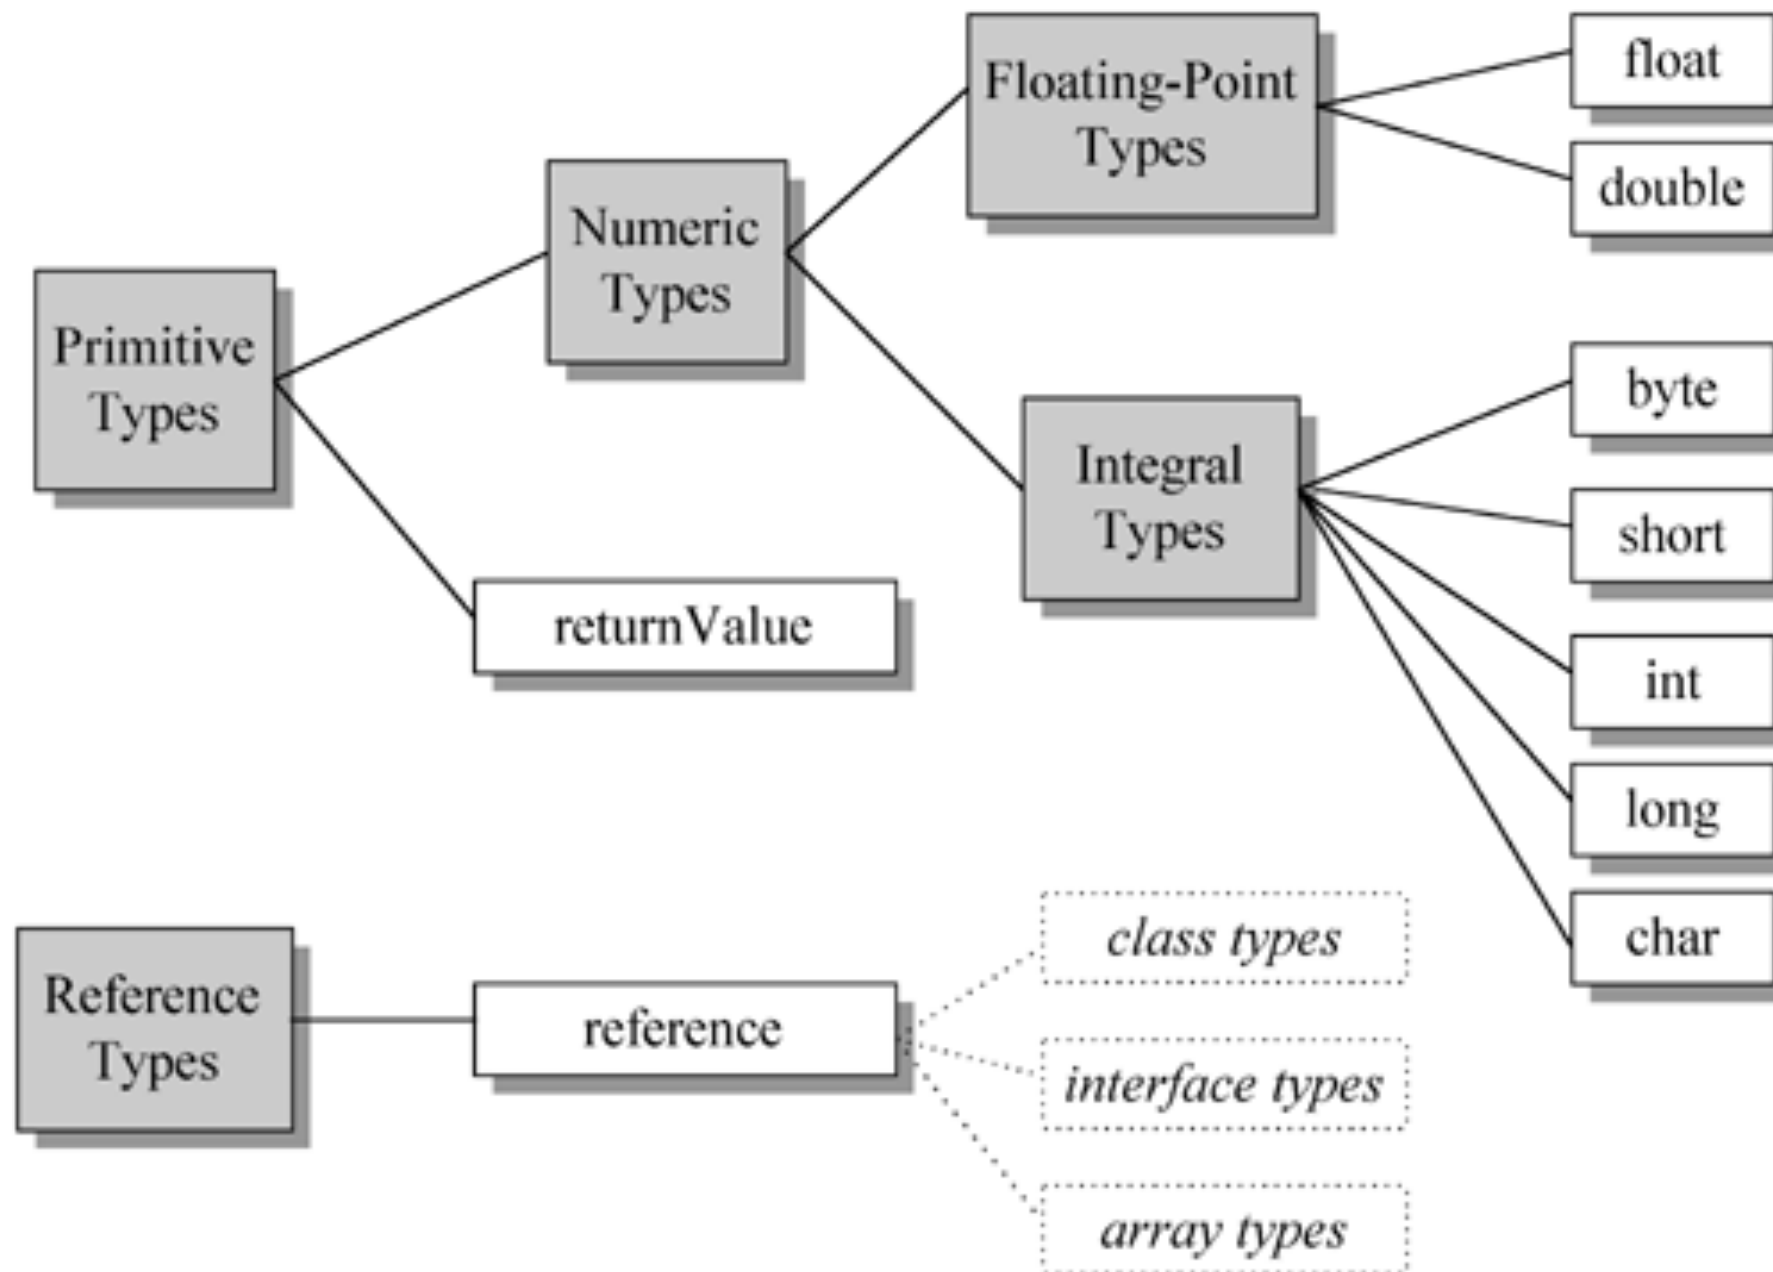 Primitive
Types
Numeric
Types
Floating-Point
Types
float
double
Integral
Types
byte
short
int
long
char
returnValue
Reference
Types
reference
class types
interface types
array types